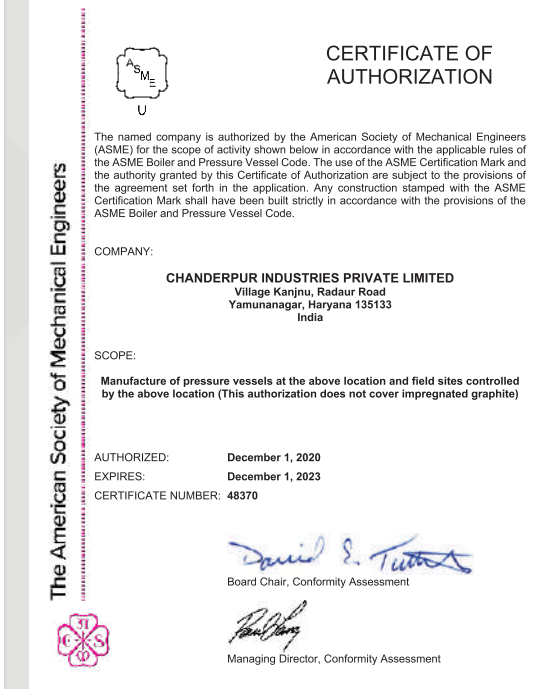 ASME
U
CERTIFICATE OF
AUTHORIZATION
The named company is authorized by the American Society of Mechanical Engineers
(ASME) for the scope of activity shown below in accordance with the applicable rules of
the ASME Boiler and Pressure Vessel Code. The use of the ASME Certification Mark and
the authority granted by this Certificate of Authorization are subject to the provisions of
the agreement set forth in the application. Any construction stamped with the ASME
Certification Mark shall have been built strictly in accordance with the provisions of the
ASME Boiler and Pressure Vessel Code.
COMPANY:
CHANDERPUR INDUSTRIES PRIVATE LIMITED
Village Kanjnu, Radaur Road
Yamunanagar, Haryana 135133
India
SCOPE:
Manufacture of pressure vessels at the above location and field sites controlled
by the above location (This authorization does not cover impregnated graphite)
AUTHORIZED: December 1, 2020
EXPIRES: December 1, 2023
CERTIFICATE NUMBER: 48370
David E.
Board Chair, Conformity Assessment
Managing Director, Conformity Assessment
The American Society of Mechanical Engineers